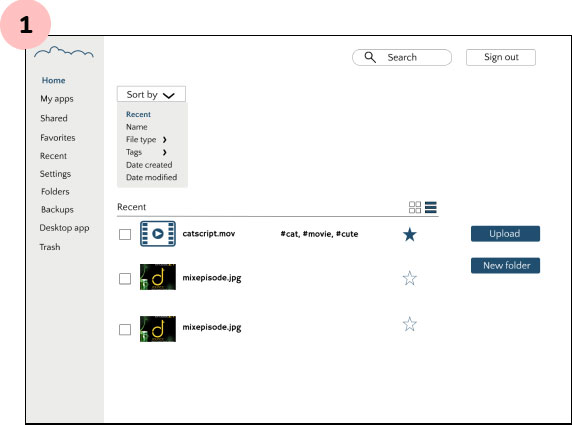 1
Search
Sign out
Home
My apps
Shared
Favorites
Recent
Settings
Folders
Backups
Desktop app
Trash
Sort by
Recent
Name
File type
Tags
Date created
Date modified
Recent
catscript.mov #cat, #movie, #cute
Upload
mixepisode.jpg
New folder
mixepisode.jpg